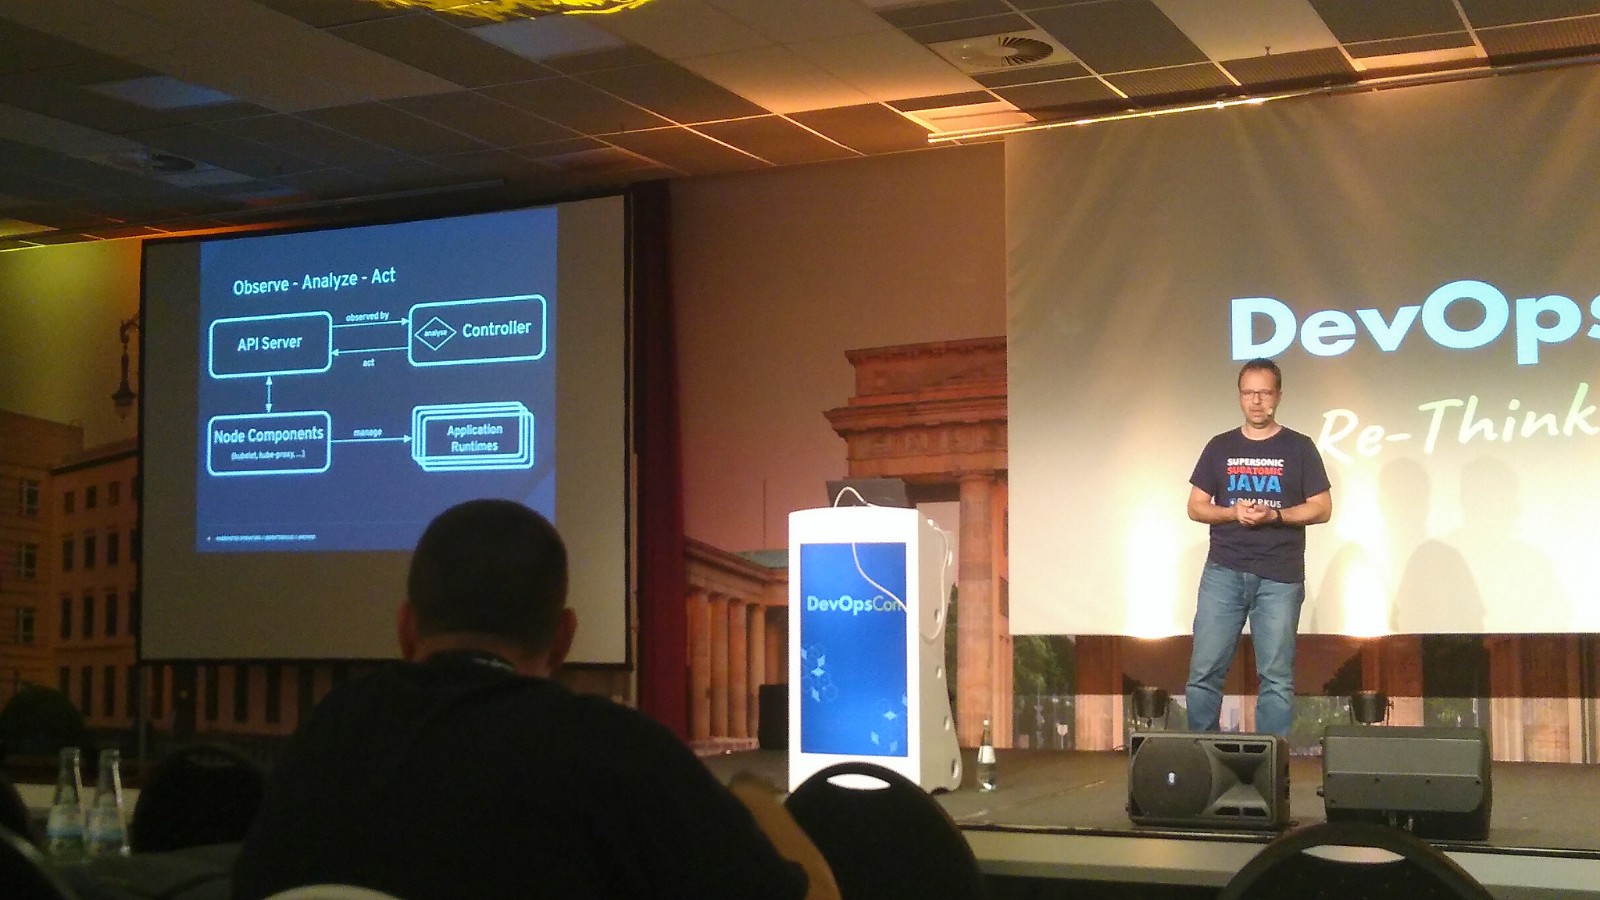 Observe - Analyze - Act
API Server
observed by
analyse
Controller
act
Node Components
(kubelet, kube-proxy, ...)
manage
Application
Runtimes
DevOps
Re-Think
SUPERSONIC
SUBATOMIC
JAVA
DevOpsCon